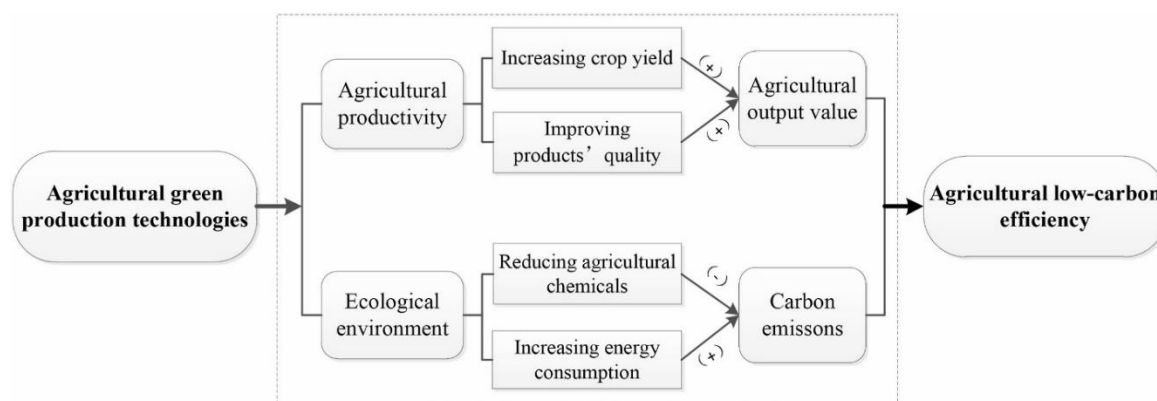 Agricultural green
production technologies
Agricultural
productivity
Increasing crop yield
Improving
products’ quality
(+)
(+)
Agricultural
output value
Ecological
environment
Reducing agricultural
chemicals
Increasing energy
consumption
(-)
(+)
Carbon
emissons
Agricultural low-carbon
efficiency